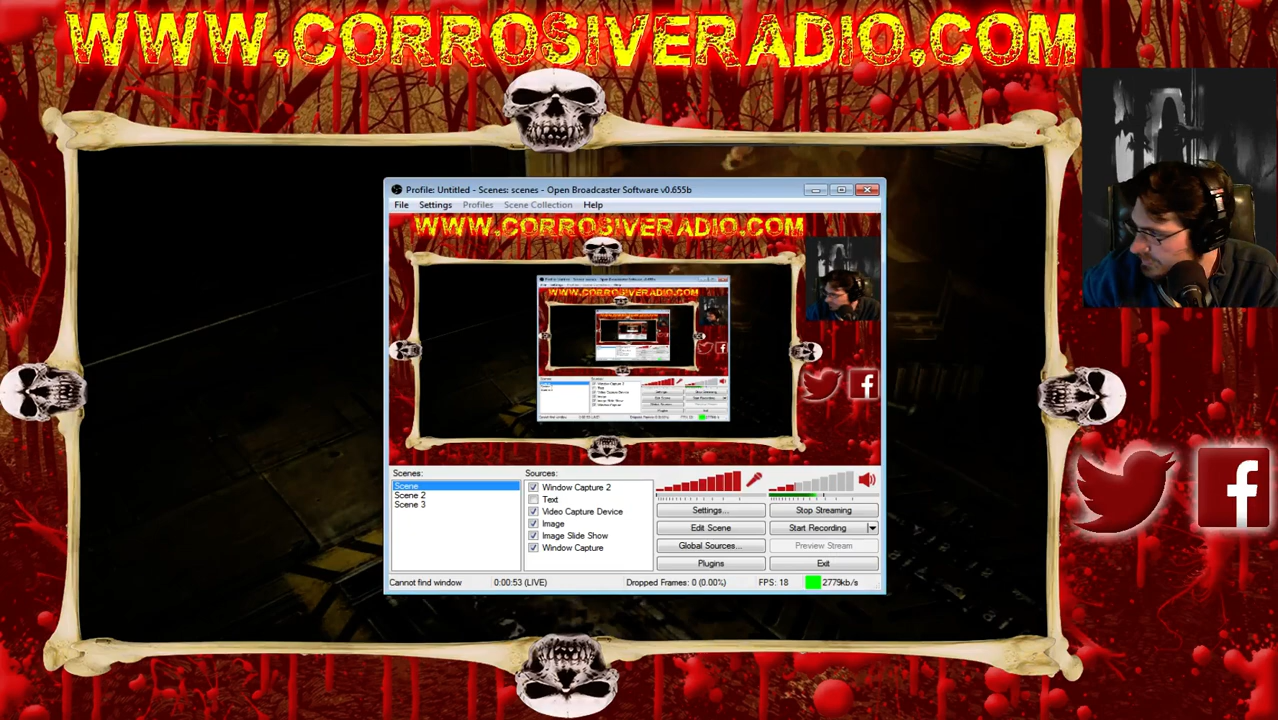 WWW.CORROSIVERADIO.COM
Profile: Untitled - Scenes: scenes - Open Broadcaster Software v0.655b
File Settings Profiles Scene Collection Help
WWW.CORROSIVERADIO.COM
WWW.CORROSIVERADIO.COM
Scenes:
Scene
Scene 2
Scene 3
Sources:
Window Capture 2
Text
Video Capture Device
Image
Image Slide Show
Window Capture
Settings... Stop Streaming
Edit Scene Start Recording
Global Sources... Preview Stream
Plugins Exit
Cannot find window 0:00:53 (LIVE) Dropped Frames: 0 (0.00%) FPS: 18 2779kb/s